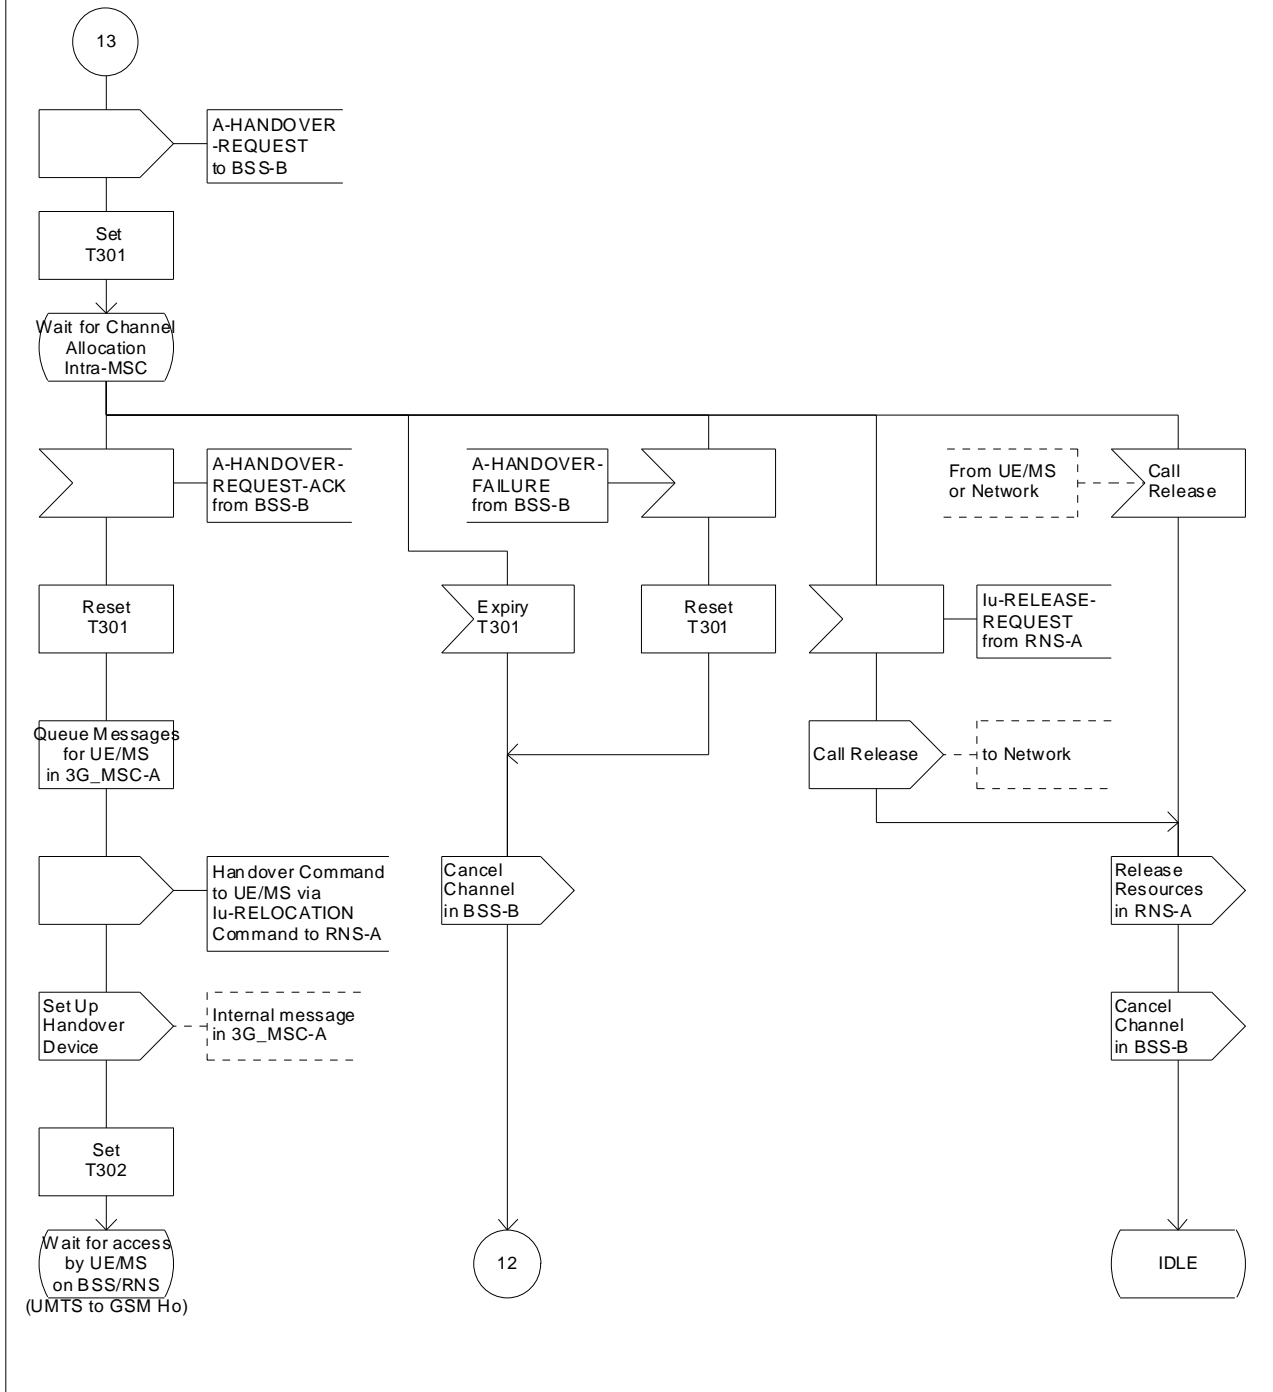 13
A-HANDOVER
-REQUEST
to BSS-B
Set
T301
Wait for Channel
Allocation
Intra-MSC
A-HANDOVER-
REQUEST-ACK
from BSS-B
A-HANDOVER-
FAILURE
from BSS-B
From UE/MS
or Network
Call
Release
Reset
T301
Expiry
T301
Reset
T301
Iu-RELEASE-
REQUEST
from RNS-A
Queue Messages
for UE/MS
in 3G_MSC-A
Call Release
to Network
Handover Command
to UE/MS via
Iu-RELOCATION
Command to RNS-A
Cancel
Channel
in BSS-B
Release
Resources
in RNS-A
Set Up
Handover
Device
Internal message
in 3G_MSC-A
Cancel
Channel
in BSS-B
Set
T302
Wait for access
by UE/MS
on BSS/RNS
(UMTS to GSM Ho)
12
IDLE